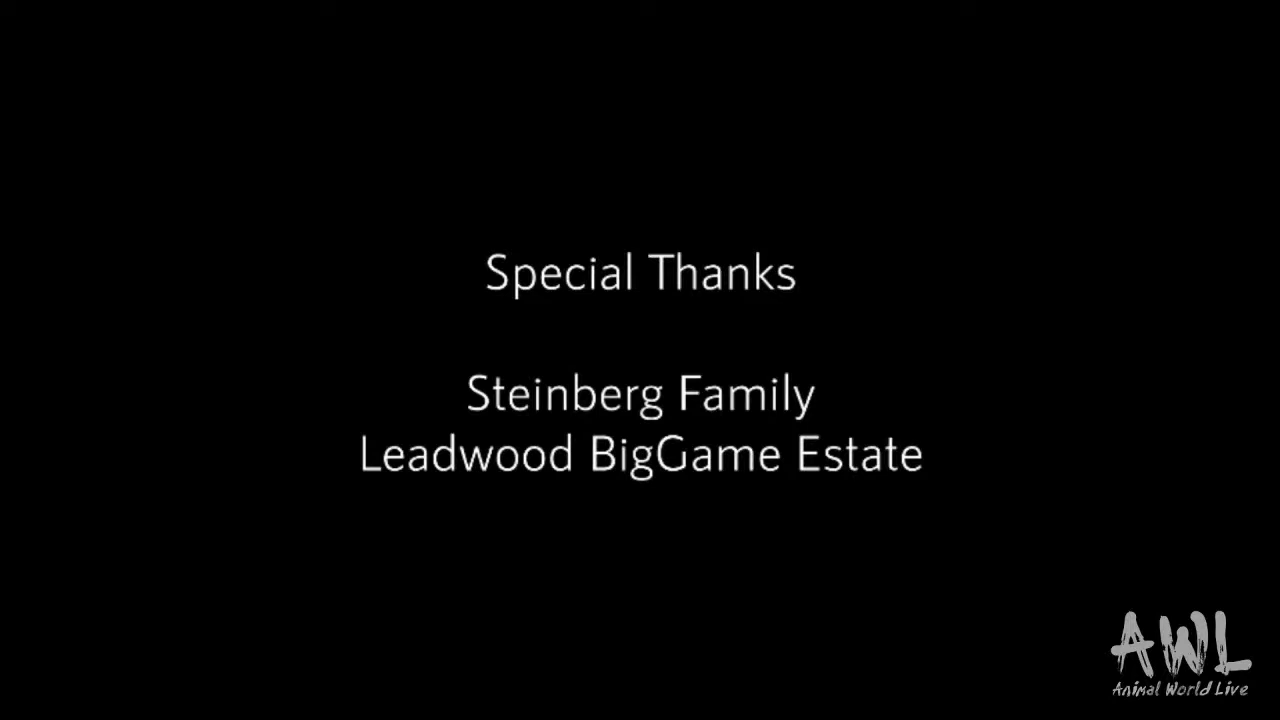 Special Thanks
Steinberg Family
Leadwood BigGame Estate
AWL
Animal World Live